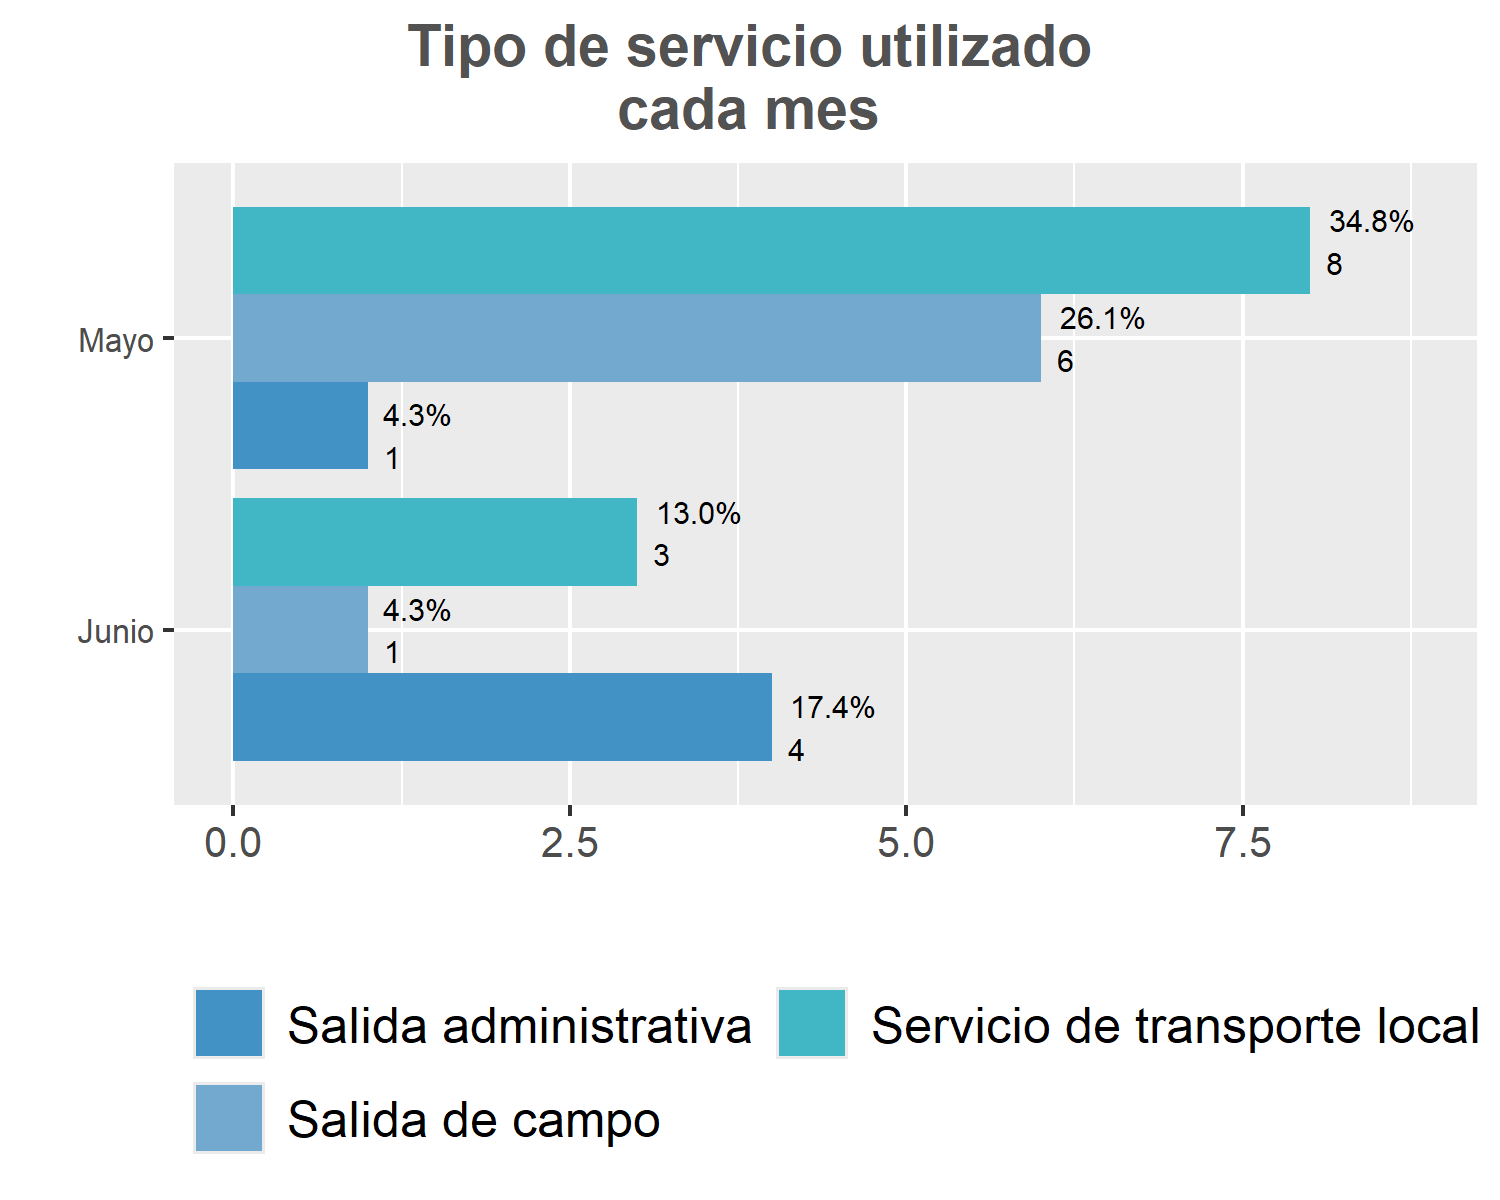 Tipo de servicio utilizado
cada mes
34.8%
8
Mayo
26.1%
6
4.3%
1
13.0%
3
Junio
4.3%
1
17.4%
4
0.0 2.5 5.0 7.5
Salida administrativa Servicio de transporte local
Salida de campo